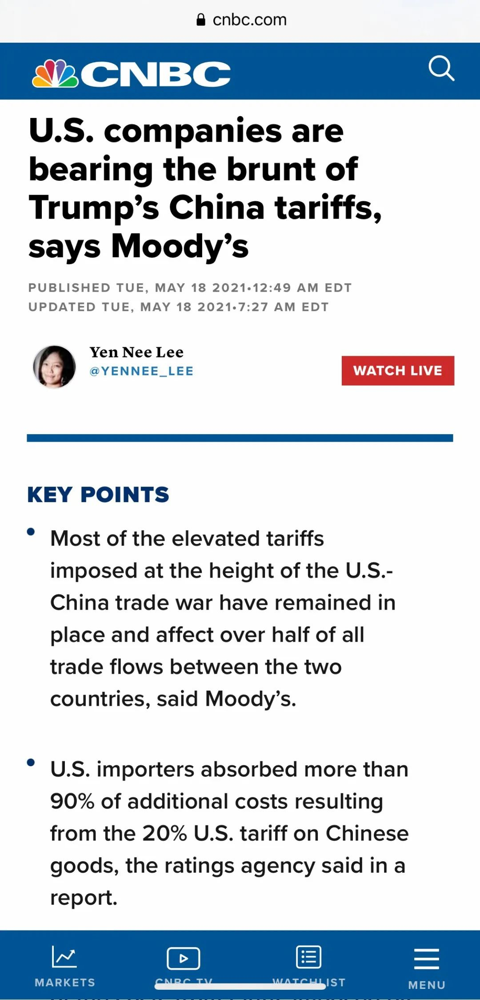 cnbc.com
CNBC
U.S. companies are
bearing the brunt of
Trump’s China tariffs,
says Moody’s
PUBLISHED TUE, MAY 18 2021•12:49 AM EDT
UPDATED TUE, MAY 18 2021•7:27 AM EDT
Yen Nee Lee
@YENNEE_LEE
WATCH LIVE
KEY POINTS
• Most of the elevated tariffs
imposed at the height of the U.S.-
China trade war have remained in
place and affect over half of all
trade flows between the two
countries, said Moody’s.
• U.S. importers absorbed more than
90% of additional costs resulting
from the 20% U.S. tariff on Chinese
goods, the ratings agency said in a
report.
MARKETS
CNBC TV
WATCHLIST
MENU